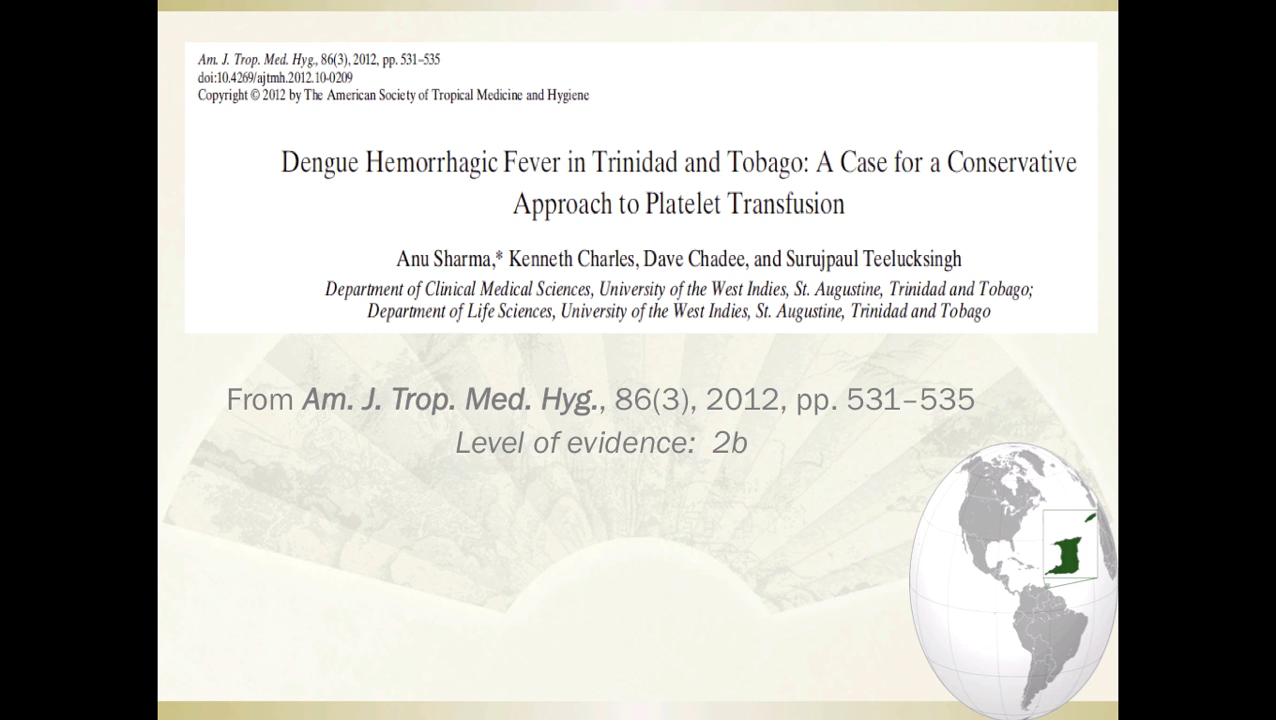 Am. J. Trop. Med. Hyg., 86(3), 2012, pp. 531–535
doi:10.4269/ajtmh.2012.10-0209
Copyright © 2012 by The American Society of Tropical Medicine and Hygiene
Dengue Hemorrhagic Fever in Trinidad and Tobago: A Case for a Conservative
Approach to Platelet Transfusion
Anu Sharma,* Kenneth Charles, Dave Chadee, and Surujpaul Teelucksingh
Department of Clinical Medical Sciences, University of the West Indies, St. Augustine, Trinidad and Tobago;
Department of Life Sciences, University of the West Indies, St. Augustine, Trinidad and Tobago
From Am. J. Trop. Med. Hyg., 86(3), 2012, pp. 531–535
Level of evidence: 2b